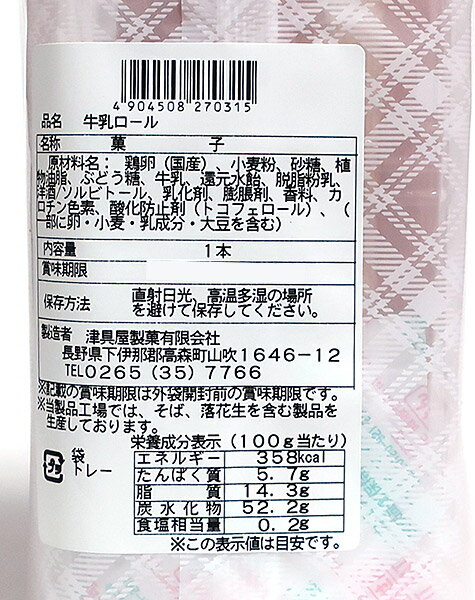 4 904508 270315
品名 牛乳ロール
名称 菓子
原材料名：鶏卵（国産）、小麦粉、砂糖、植
物油脂、ぶどう糖、牛乳、還元水飴、脱脂粉乳、
洋酒/ソルビトール、乳化剤、膨脹剤、香料、カ
ロチン色素、酸化防止剤（トコフェロール）、（
一部に卵・小麦・乳成分・大豆を含む）
内容量 1本
賞味期限
保存方法 直射日光、高温多湿の場所
を避けて保存してください。
製造者 津具屋製菓有限会社
長野県下伊那郡高森町山吹1646-12
TEL0265（35）7766
※記載の賞味期限は外袋開封前の賞味期限です。
※当製品工場では、そば、落花生を含む製品を
生産しております。
栄養成分表示（100g当たり）
プラ 袋
トレー
エネルギー 358kcal
たんぱく質 5.7g
脂質 14.3g
炭水化物 52.2g
食塩相当量 0.2g
※この表示値は目安です。